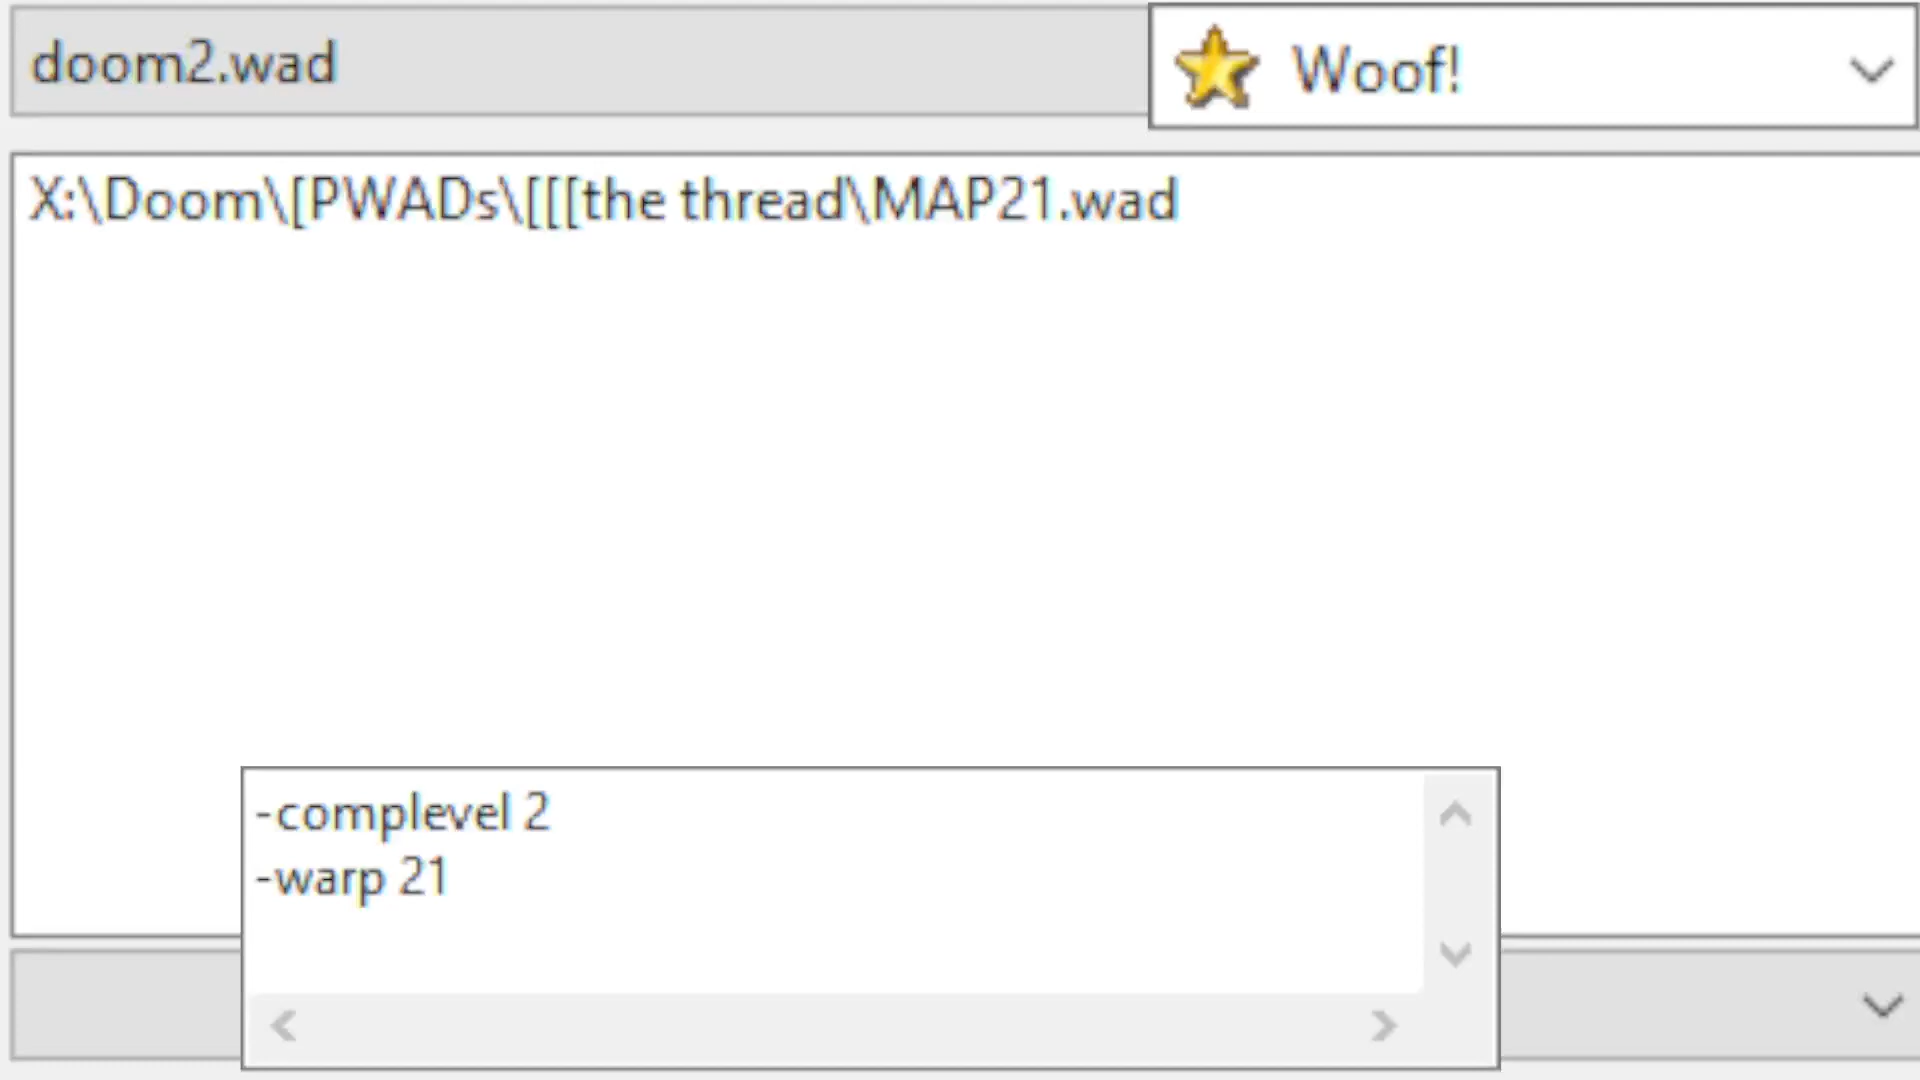 doom2.wad
Woof!
X:\Doom\[PWADs\[[[the thread\MAP21.wad
-complevel 2
-warp 21